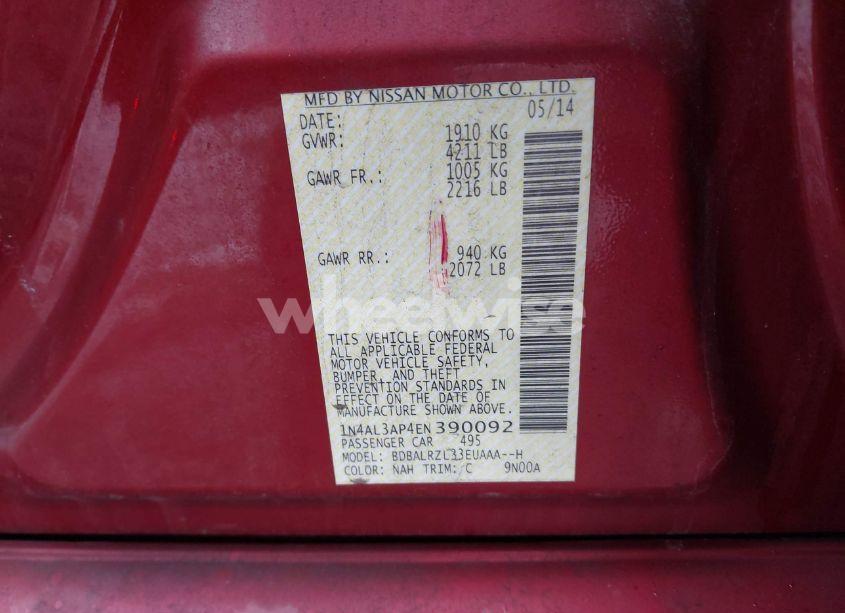 MFD BY NISSAN MOTOR CO., LTD.
DATE: 05/14
GVWR: 1910 KG
4211 LB
GAWR FR.: 1005 KG
2216 LB
GAWR RR.: 940 KG
2072 LB
wheelwise
THIS VEHICLE CONFORMS TO
ALL APPLICABLE FEDERAL
MOTOR VEHICLE SAFETY,
BUMPER, AND THEFT
PREVENTION STANDARDS IN
EFFECT ON THE DATE OF
MANUFACTURE SHOWN ABOVE.
1N4AL3AP4EN390092
PASSENGER CAR 495
MODEL: BDBALRZL33EUAAA--H
COLOR: NAH TRIM: C 9N00A